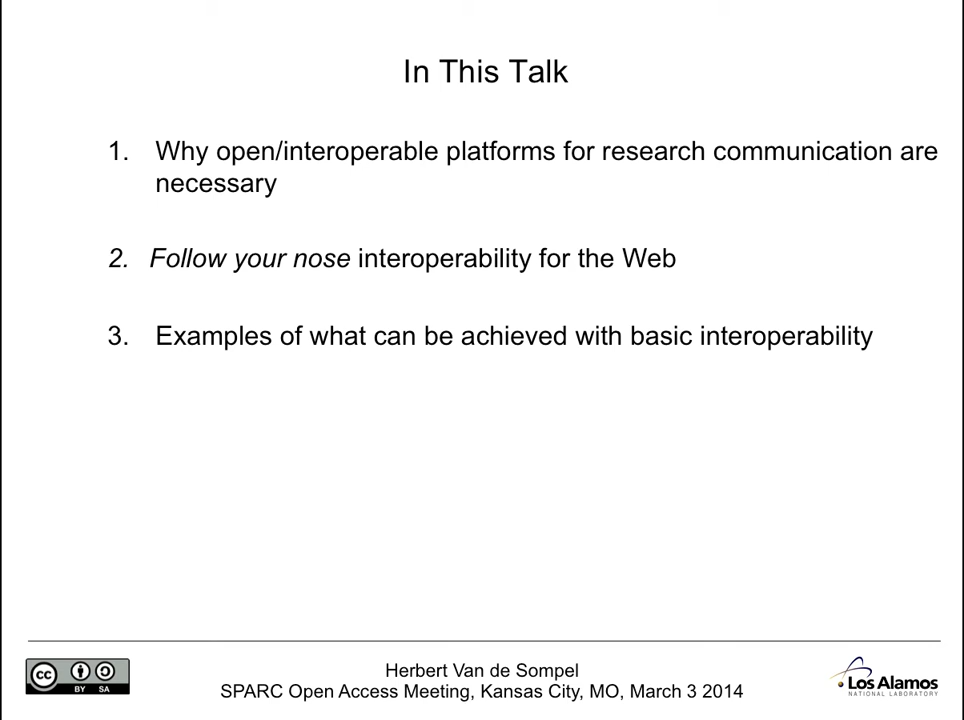 In This Talk
1. Why open/interoperable platforms for research communication are
necessary
2. Follow your nose interoperability for the Web
3. Examples of what can be achieved with basic interoperability
cc BY SA
Herbert Van de Sompel
SPARC Open Access Meeting, Kansas City, MO, March 3 2014
Los Alamos
NATIONAL LABORATORY